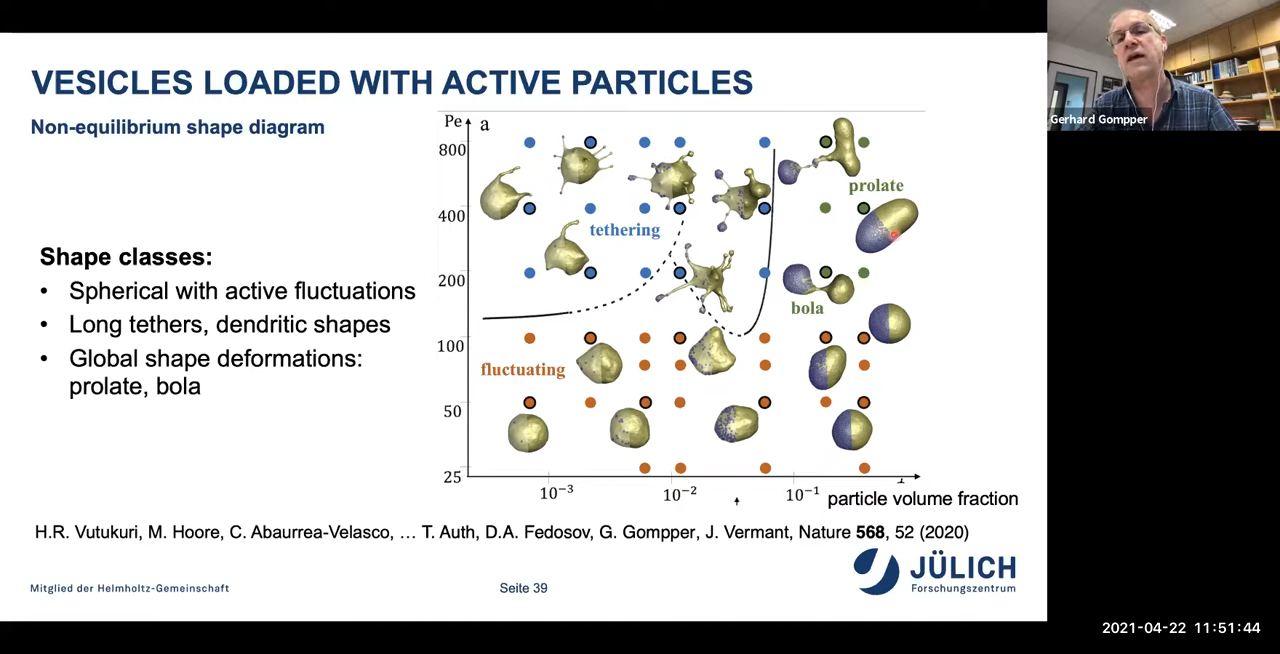 VESICLES LOADED WITH ACTIVE PARTICLES
Non-equilibrium shape diagram
Shape classes:
• Spherical with active fluctuations
• Long tethers, dendritic shapes
• Global shape deformations:
prolate, bola
Pe
a
800
400
200
100
50
25
tethering
fluctuating
prolate
bola
10⁻³
10⁻²
10⁻¹
particle volume fraction
H.R. Vutukuri, M. Hoore, C. Abaurrea-Velasco, … T. Auth, D.A. Fedosov, G. Gompper, J. Vermant, Nature 568, 52 (2020)
Mitglied der Helmholtz-Gemeinschaft
Seite 39
JÜLICH
Forschungszentrum
Gerhard Gompper
2021-04-22 11:51:44